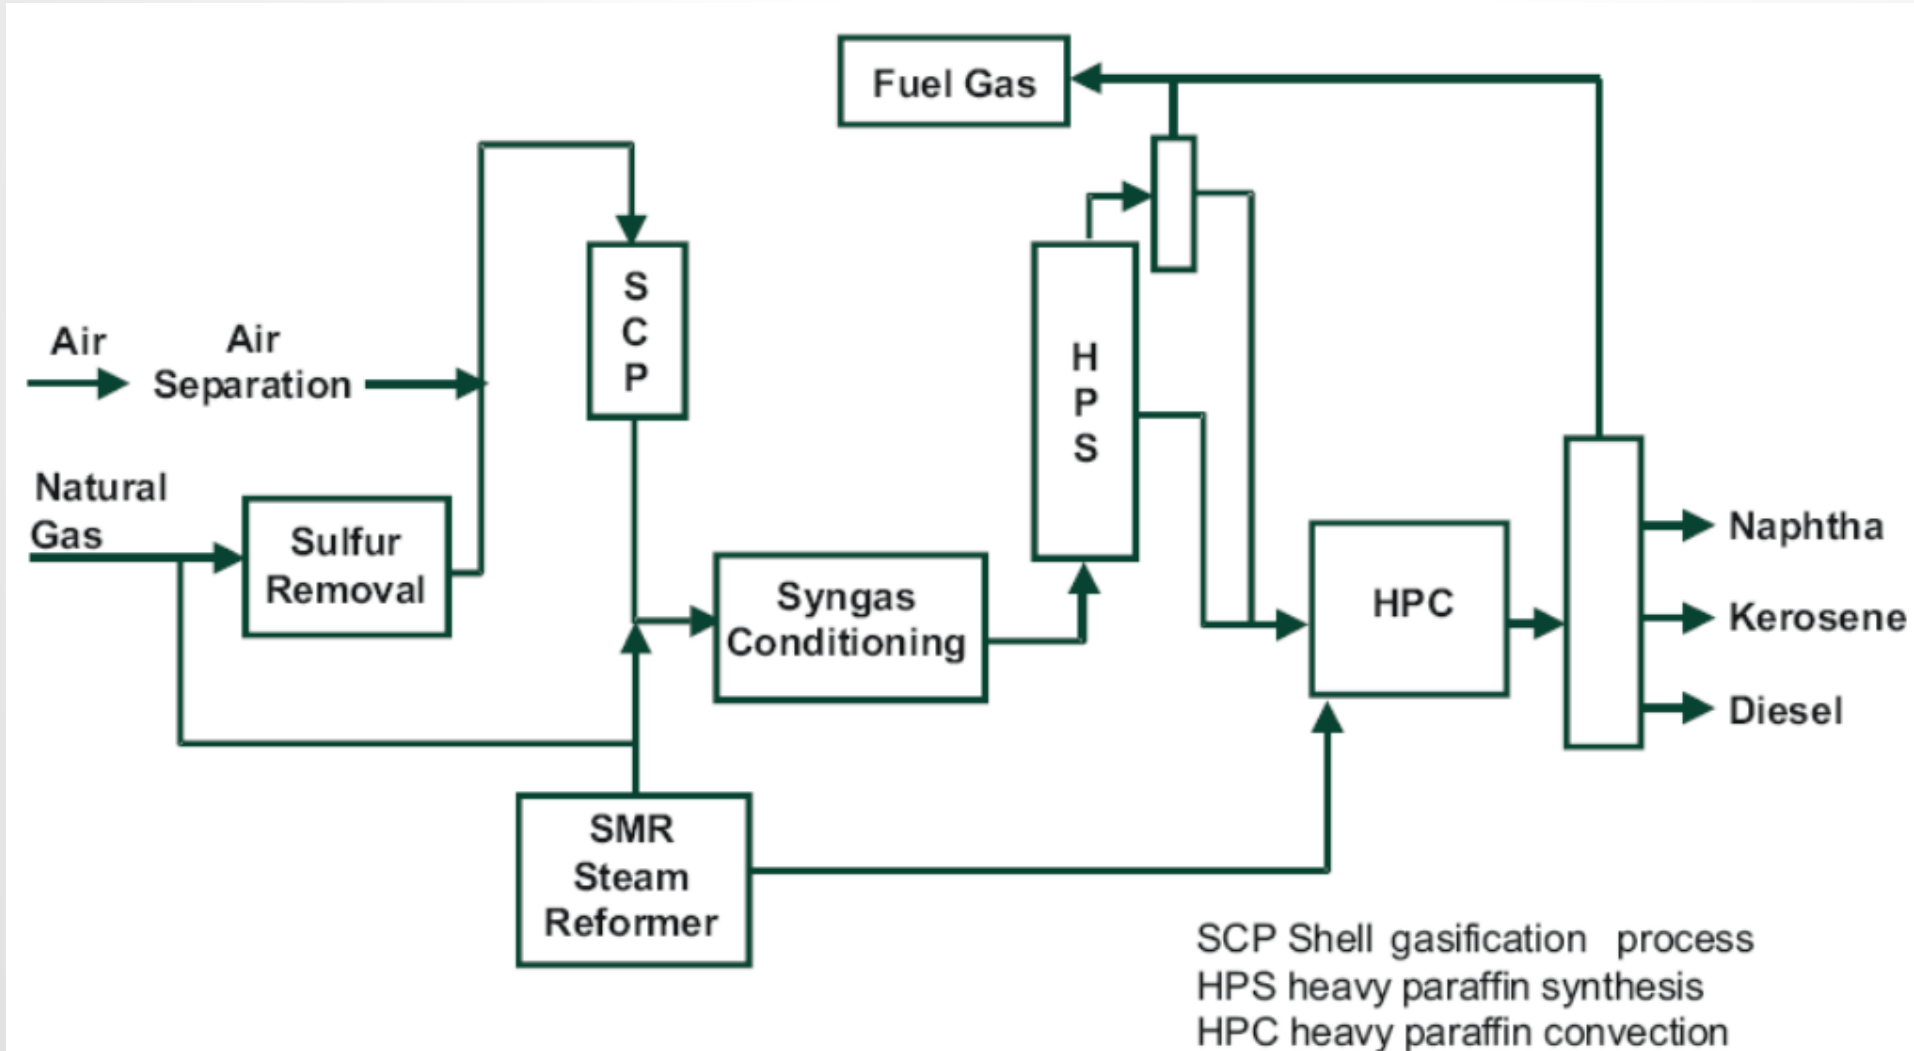 Fuel Gas
S
C
P
Air
Air
Separation
H
P
S
Natural
Gas
Sulfur
Removal
Syngas
Conditioning
HPC
Naphtha
Kerosene
Diesel
SMR
Steam
Reformer
SCP Shell gasification process
HPS heavy paraffin synthesis
HPC heavy paraffin convection